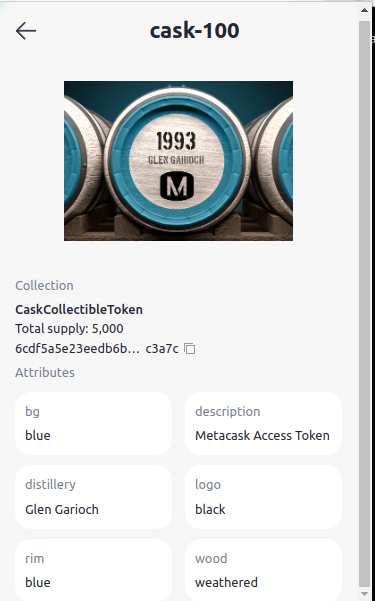 cask-100
1993
GLEN GARIOCH
M
Collection
CaskCollectibleToken
Total supply: 5,000
6cdf5a5e23eedb6b... c3a7c
Attributes
bg
blue
description
Metacask Access Token
distillery
Glen Garioch
logo
black
rim
blue
wood
weathered